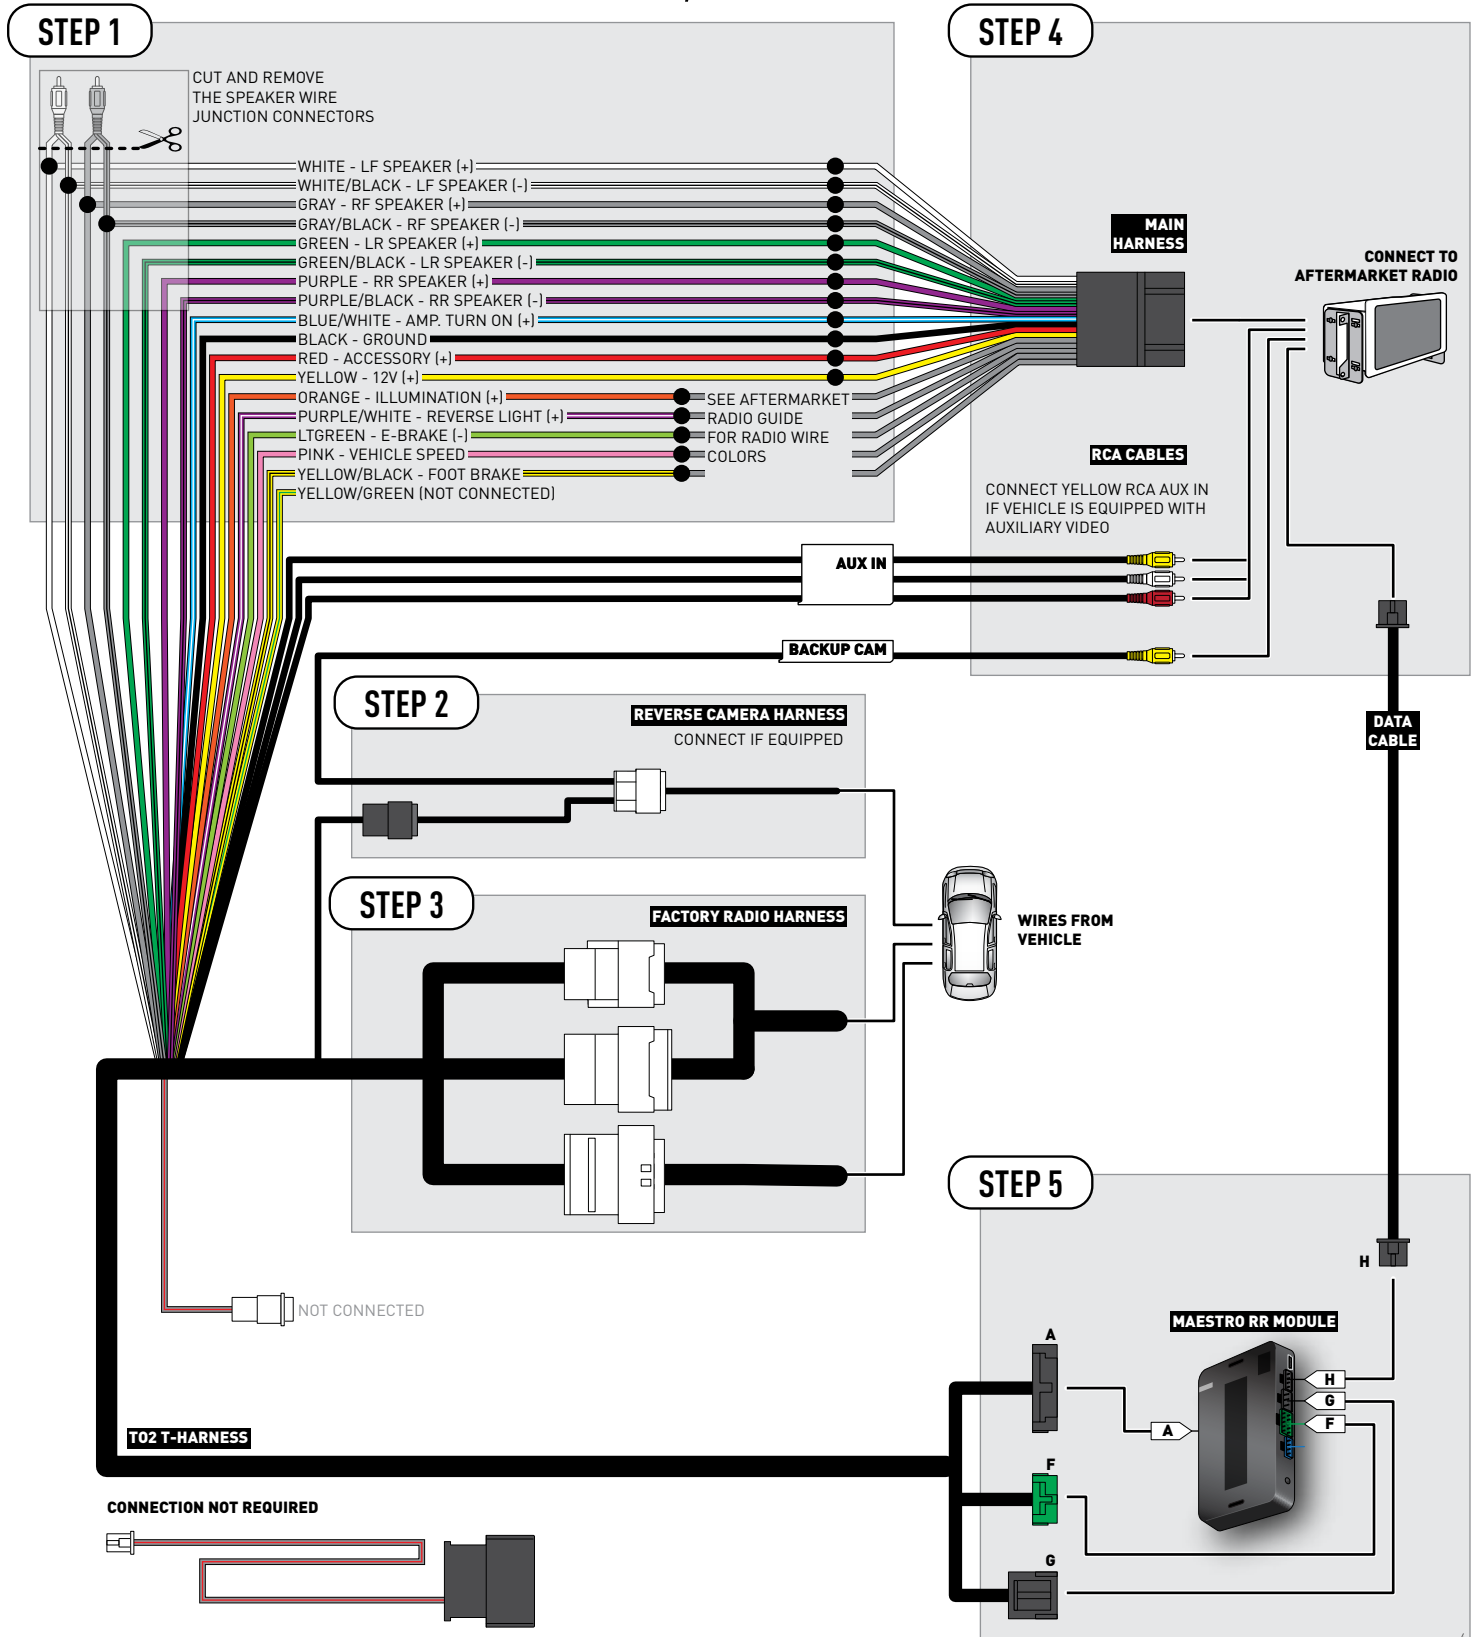 STEP 1
CUT AND REMOVE
THE SPEAKER WIRE
JUNCTION CONNECTORS
WHITE - LF SPEAKER (+)
WHITE/BLACK - LF SPEAKER (-)
GRAY - RF SPEAKER (+)
GRAY/BLACK - RF SPEAKER (-)
GREEN - LR SPEAKER (+)
GREEN/BLACK - LR SPEAKER (-)
PURPLE - RR SPEAKER (+)
PURPLE/BLACK - RR SPEAKER (-)
BLUE/WHITE - AMP. TURN ON (+)
BLACK - GROUND
RED - ACCESSORY (+)
YELLOW - 12V (+)
ORANGE - ILLUMINATION (+)
PURPLE/WHITE - REVERSE LIGHT (+)
LTGREEN - E-BRAKE (-)
PINK - VEHICLE SPEED
YELLOW/BLACK - FOOT BRAKE
YELLOW/GREEN (NOT CONNECTED)
SEE AFTERMARKET
RADIO GUIDE
FOR RADIO WIRE
COLORS
STEP 4
MAIN
HARNESS
CONNECT TO
AFTERMARKET RADIO
RCA CABLES
CONNECT YELLOW RCA AUX IN
IF VEHICLE IS EQUIPPED WITH
AUXILIARY VIDEO
AUX IN
BACKUP CAM
DATA
CABLE
STEP 2
REVERSE CAMERA HARNESS
CONNECT IF EQUIPPED
STEP 3
FACTORY RADIO HARNESS
WIRES FROM
VEHICLE
NOT CONNECTED
STEP 5
H
MAESTRO RR MODULE
A
H
G
F
A
F
G
TO2 T-HARNESS
CONNECTION NOT REQUIRED